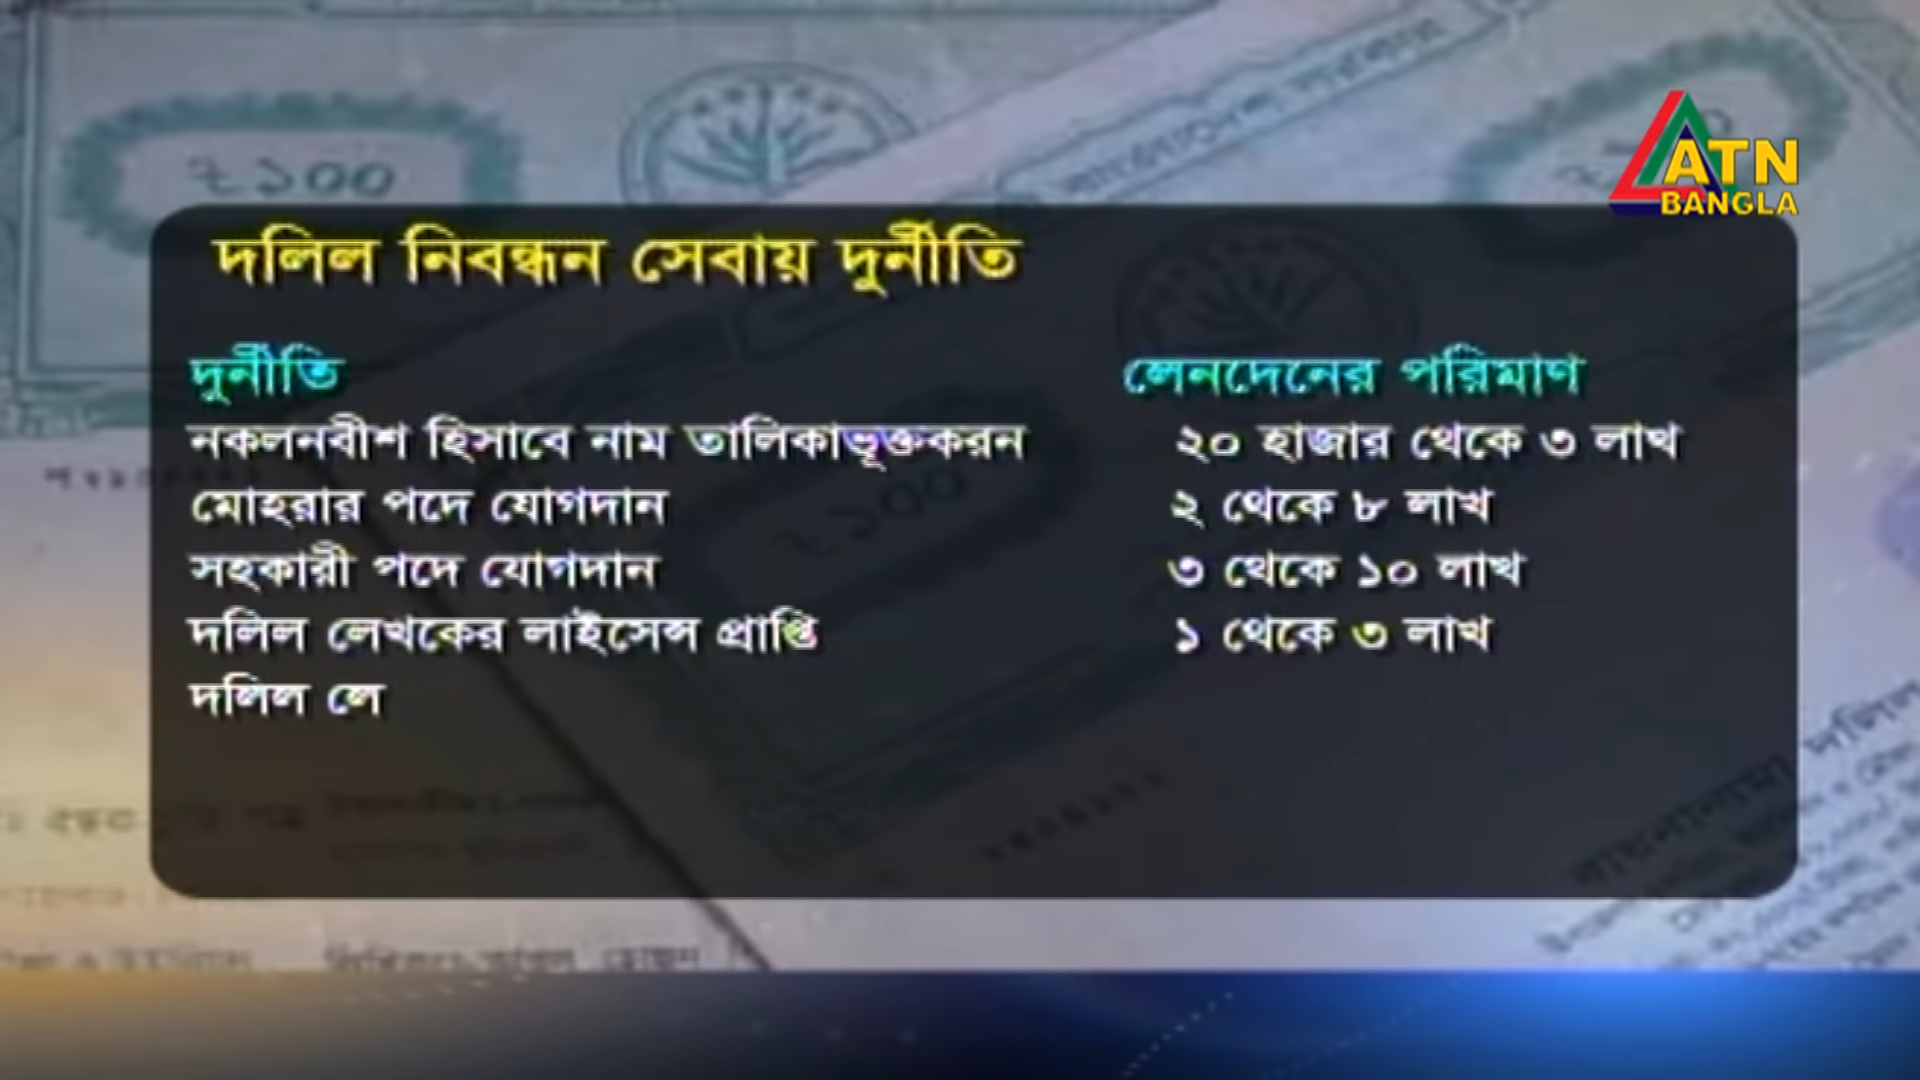 ATN
BANGLA
৳১০০
দলিল নিবন্ধন সেবায় দুর্নীতি
দুর্নীতি লেনদেনের পরিমাণ
নকলনবীশ হিসাবে নাম তালিকাভূক্তকরন ২০ হাজার থেকে ৩ লাখ
মোহরার পদে যোগদান ২ থেকে ৮ লাখ
সহকারী পদে যোগদান ৩ থেকে ১০ লাখ
দলিল লেখকের লাইসেন্স প্রাপ্তি ১ থেকে ৩ লাখ
দলিল লে